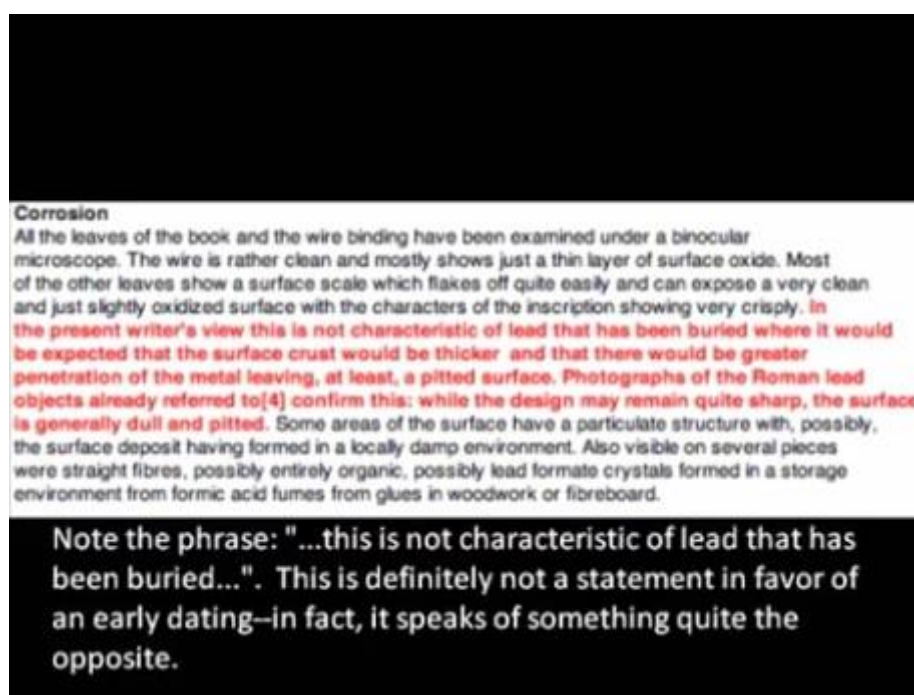 Corrosion
All the leaves of the book and the wire binding have been examined under a binocular
microscope. The wire is rather clean and mostly shows just a thin layer of surface oxide. Most
of the other leaves show a surface scale which flakes off quite easily and can expose a very clean
and just slightly oxidized surface with the characters of the inscription showing very crisply. In
the present writer's view this is not characteristic of lead that has been buried where it would
be expected that the surface crust would be thicker and that there would be greater
penetration of the metal leaving, at least, a pitted surface. Photographs of the Roman lead
objects already referred to[4] confirm this: while the design may remain quite sharp, the surface
is generally dull and pitted. Some areas of the surface have a particulate structure with, possibly,
the surface deposit having formed in a locally damp environment. Also visible on several pieces
were straight fibres, possibly entirely organic, possibly lead formate crystals formed in a storage
environment from formic acid fumes from glues in woodwork or fibreboard.
Note the phrase: "...this is not characteristic of lead that has
been buried...". This is definitely not a statement in favor of
an early dating--in fact, it speaks of something quite the
opposite.